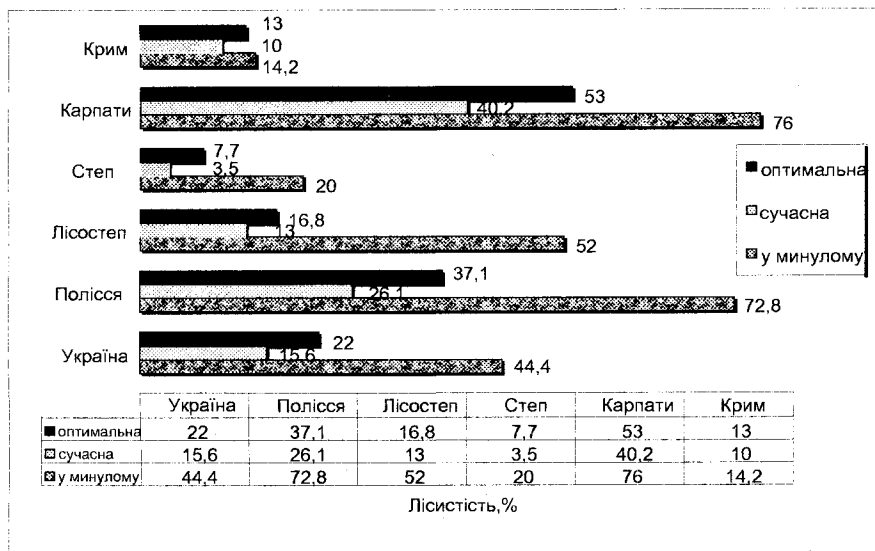 Крим
13
10
14,2
Карпати
53
40,2
76
Степ
7,7
3,5
20
Лісостеп
16,8
13
52
Полісся
37,1
26,1
72,8
Україна
22
15,6
44,4
оптимальна
сучасна
у минулому
Україна Полісся Лісостеп Степ Карпати Крим
оптимальна 22 37,1 16,8 7,7 53 13
сучасна 15,6 26,1 13 3,5 40,2 10
у минулому 44,4 72,8 52 20 76 14,2
Лісистість,%